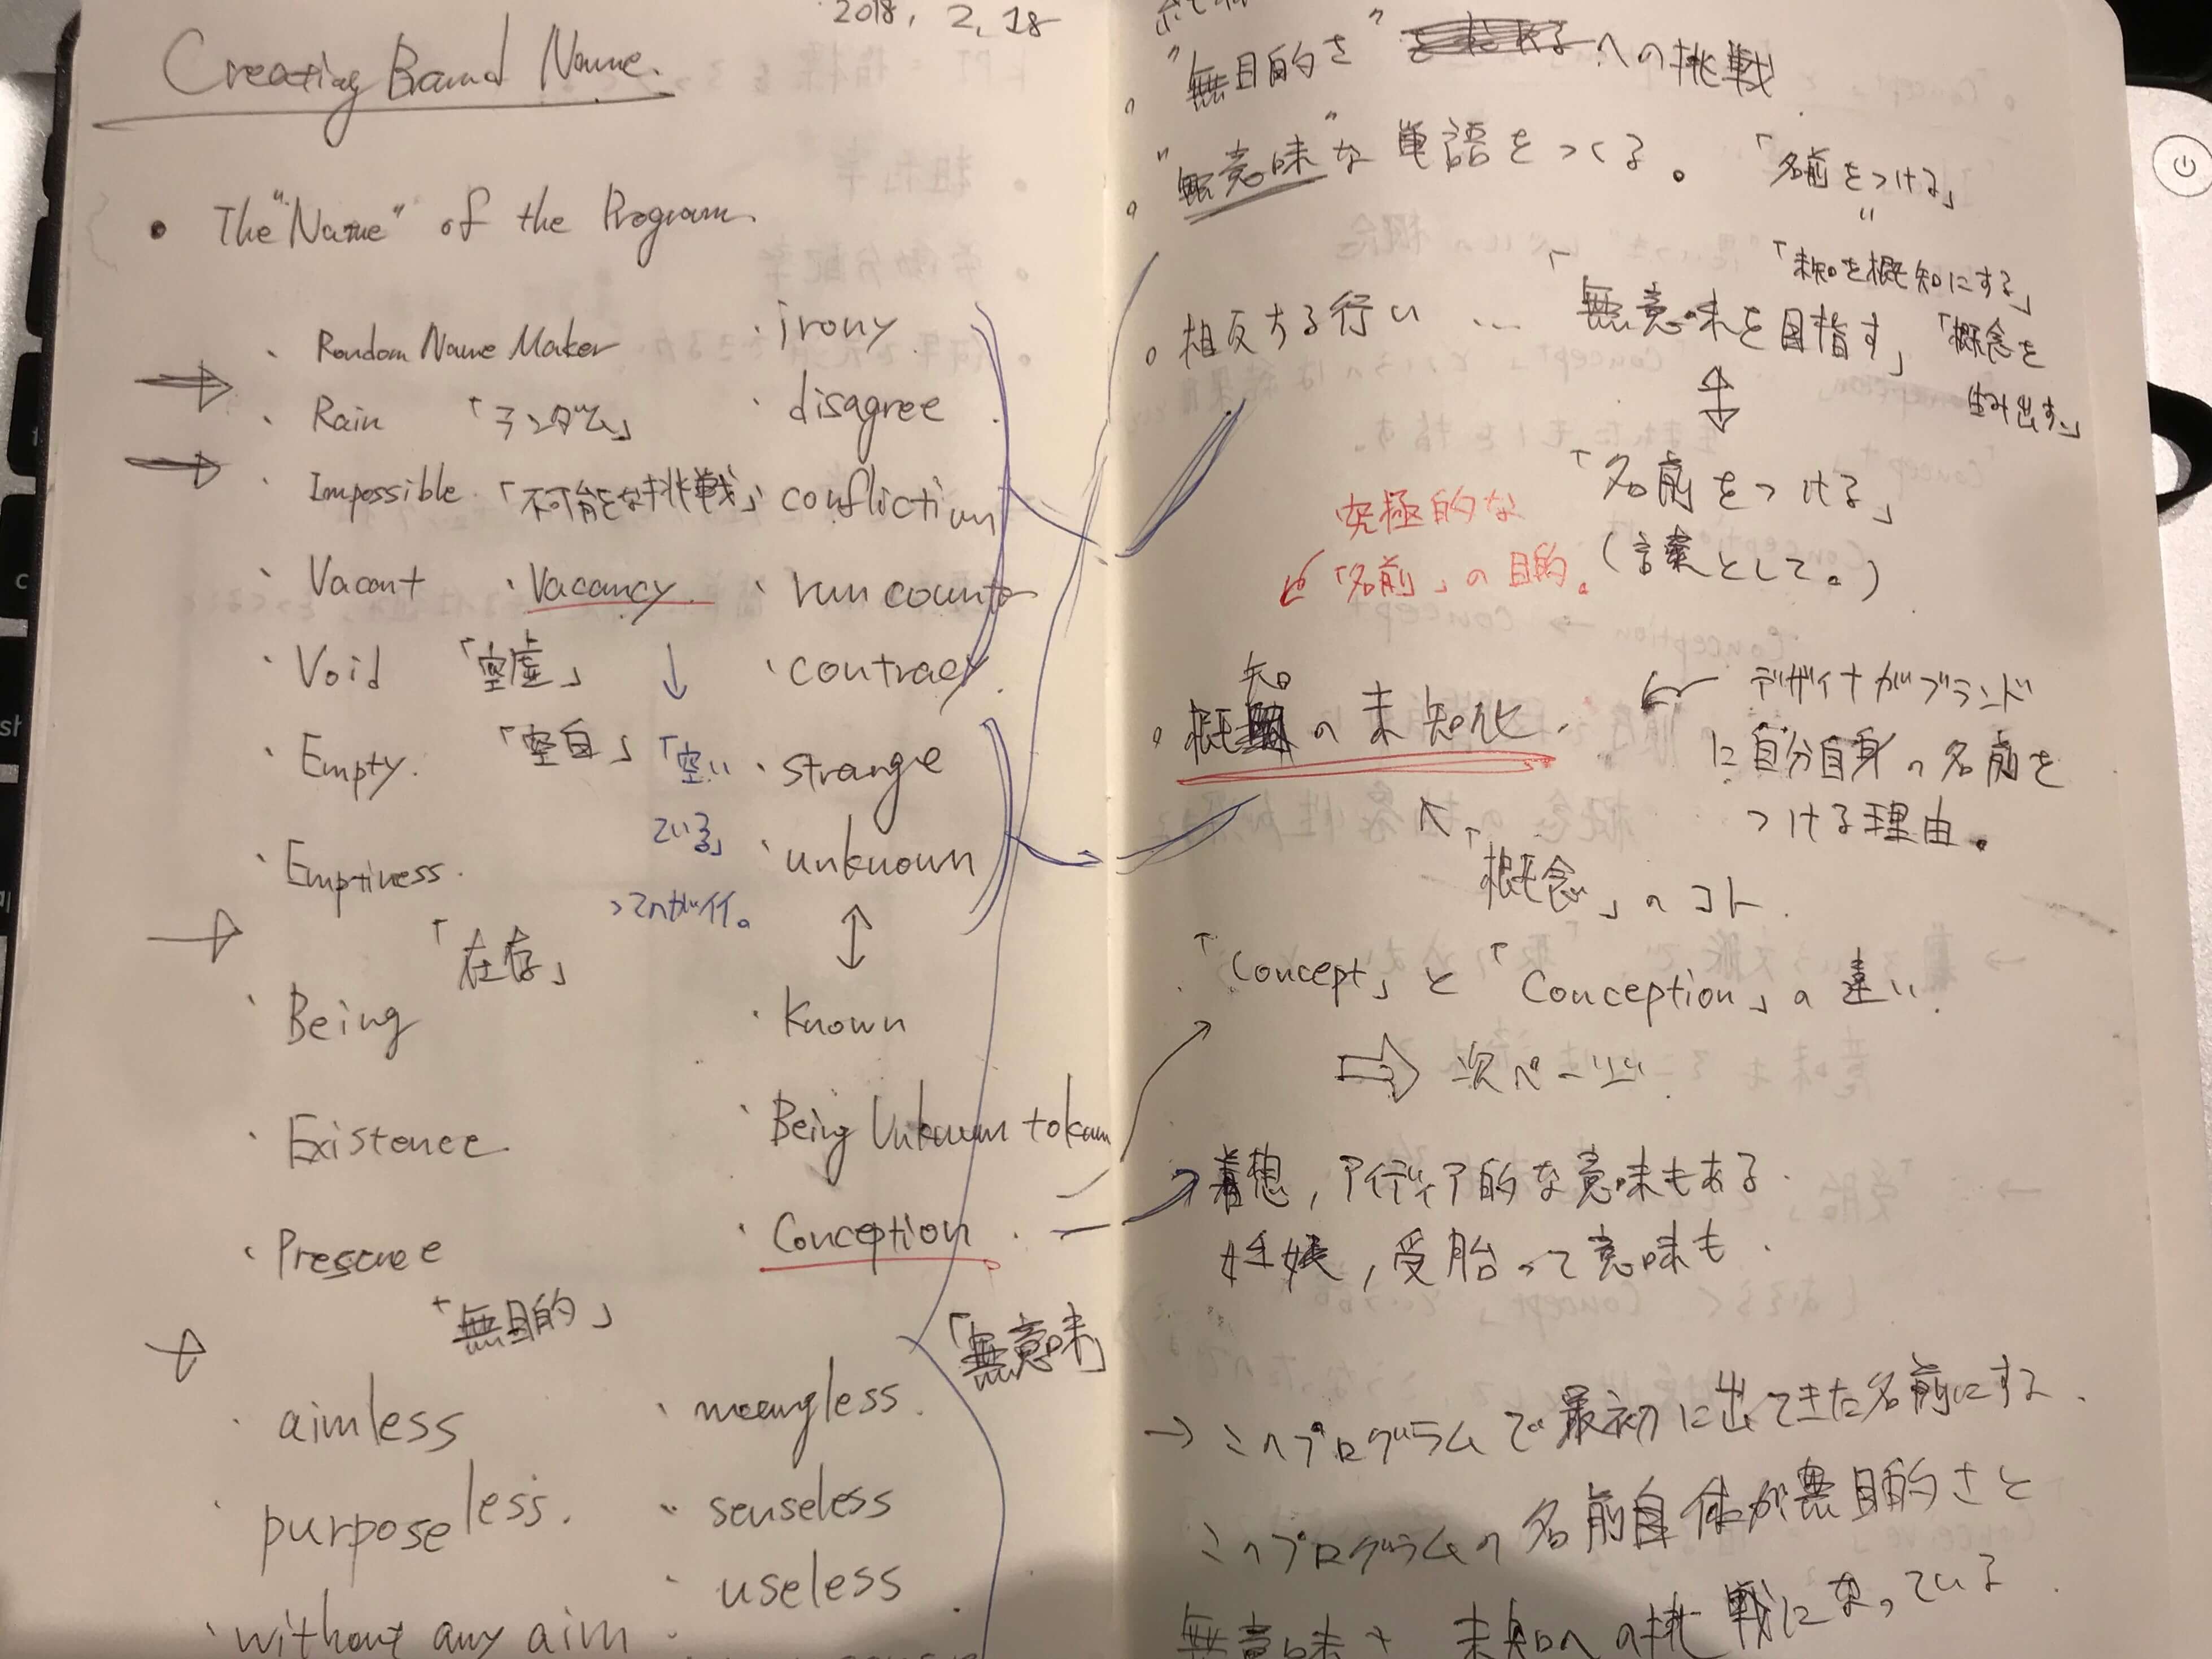 2018, 2, 18
Creating Brand Name.
• The "Name" of the Program.
・Random Name Maker
・Rain 「ランダム」
・Impossible 「不可能な挑戦」
・Vacant ・Vacancy
・Void 「空虚」
↓
・Empty. 「空白」 「空い
ている」
・Emptiness.
ってのがイイ。
「在存」
・Being
・Existence
・Presence
「無目的」
・aimless
・purposeless.
・without any aim
・irony
・disagree
・confliction
・run counter
・contracy
・strange
・unknown
↕
・known
・Being Unknown to
・Conception
「無意味」
・meangless.
・senseless
・useless
。"無目的さ" への挑戦
。"無意味"な単語をつくる。
「名前をつける」
〃
「未知を概知にする」
「概念を
生み出す」
。相反する行い … 「無意味を目指す」
↕
「名前をつける」
(言葉として。)
究極的な
「名前」の目的。
知
。概 の未知化.
← デザイナがブランド
に自分自身の名前を
つける理由。
「概念」のコト.
「Concept」と「Conception」の違い.
⇒ 次ページ
着想, アイディア的な意味もある.
妊娠, 受胎って意味も.
→ このプログラムで最初に出てきた名前にする.
このプログラムの名前自体が無目的さと
無意味さ 未知への挑戦になっている.